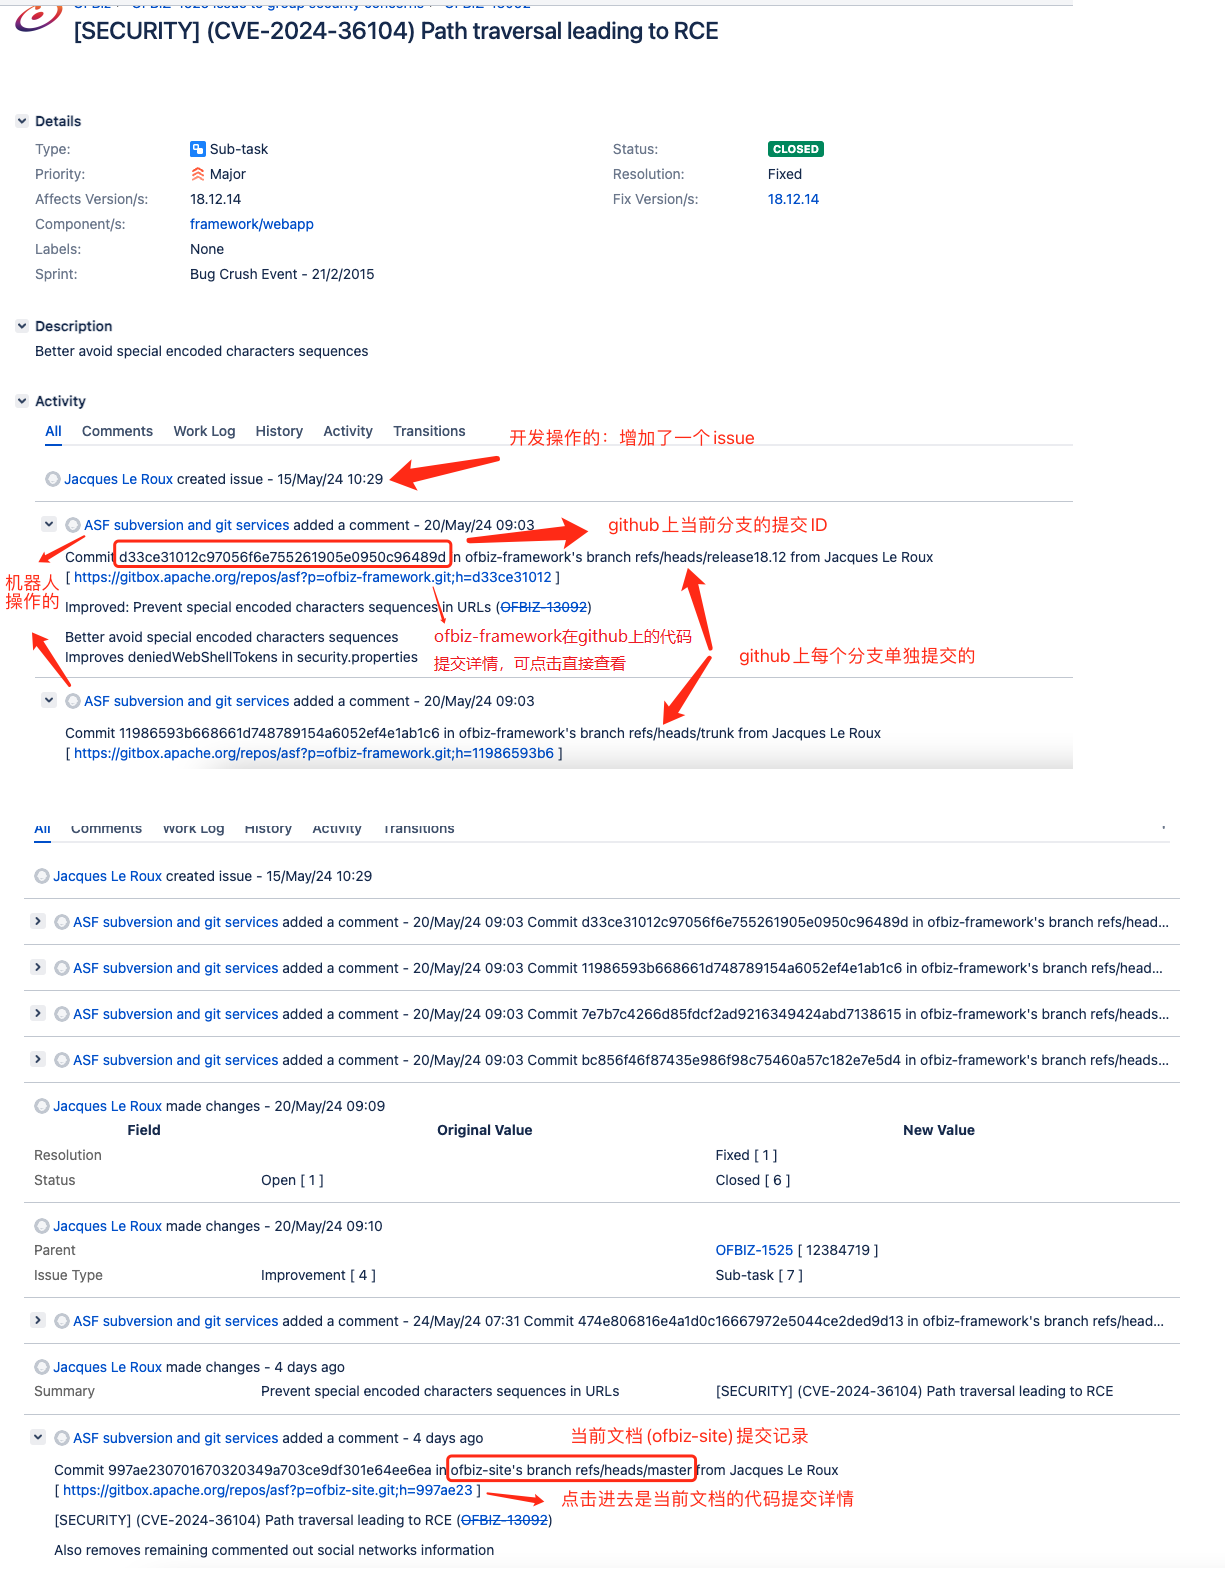 [SECURITY] (CVE-2024-36104) Path traversal leading to RCE
Details
Type: Sub-task Status: CLOSED
Priority: Major Resolution: Fixed
Affects Version/s: 18.12.14 Fix Version/s: 18.12.14
Component/s: framework/webapp
Labels: None
Sprint: Bug Crush Event - 21/2/2015
Description
Better avoid special encoded characters sequences
Activity
All Comments Work Log History Activity Transitions
开发操作的：增加了一个issue
Jacques Le Roux created issue - 15/May/24 10:29
ASF subversion and git services added a comment - 20/May/24 09:03
github上当前分支的提交ID
Commit d33ce31012c97056f6e755261905e0950c96489d in ofbiz-framework's branch refs/heads/release18.12 from Jacques Le Roux
[ https://gitbox.apache.org/repos/asf?p=ofbiz-framework.git;h=d33ce31012 ]
机器人
操作的
Improved: Prevent special encoded characters sequences in URLs (OFBIZ-13092)
Better avoid special encoded characters sequences
Improves deniedWebShellTokens in security.properties
ofbiz-framework在github上的代码
提交详情，可点击直接查看
github上每个分支单独提交的
ASF subversion and git services added a comment - 20/May/24 09:03
Commit 11986593b668661d748789154a6052ef4e1ab1c6 in ofbiz-framework's branch refs/heads/trunk from Jacques Le Roux
[ https://gitbox.apache.org/repos/asf?p=ofbiz-framework.git;h=11986593b6 ]
All Comments Work Log History Activity Transitions
Jacques Le Roux created issue - 15/May/24 10:29
ASF subversion and git services added a comment - 20/May/24 09:03 Commit d33ce31012c97056f6e755261905e0950c96489d in ofbiz-framework's branch refs/head...
ASF subversion and git services added a comment - 20/May/24 09:03 Commit 11986593b668661d748789154a6052ef4e1ab1c6 in ofbiz-framework's branch refs/head...
ASF subversion and git services added a comment - 20/May/24 09:03 Commit 7e7b7c4266d85fdcf2ad9216349424abd7138615 in ofbiz-framework's branch refs/heads...
ASF subversion and git services added a comment - 20/May/24 09:03 Commit bc856f46f87435e986f98c75460a57c182e7e5d4 in ofbiz-framework's branch refs/heads...
Jacques Le Roux made changes - 20/May/24 09:09
Field Original Value New Value
Resolution Fixed [ 1 ]
Status Open [ 1 ] Closed [ 6 ]
Jacques Le Roux made changes - 20/May/24 09:10
Parent OFBIZ-1525 [ 12384719 ]
Issue Type Improvement [ 4 ] Sub-task [ 7 ]
ASF subversion and git services added a comment - 24/May/24 07:31 Commit 474e806816e4a1d0c16667972e5044ce2ded9d13 in ofbiz-framework's branch refs/head...
Jacques Le Roux made changes - 4 days ago
Summary Prevent special encoded characters sequences in URLs [SECURITY] (CVE-2024-36104) Path traversal leading to RCE
ASF subversion and git services added a comment - 4 days ago
当前文档(ofbiz-site)提交记录
Commit 997ae230701670320349a703ce9df301e64ee6ea in ofbiz-site's branch refs/heads/master from Jacques Le Roux
[ https://gitbox.apache.org/repos/asf?p=ofbiz-site.git;h=997ae23 ]
点击进去是当前文档的代码提交详情
[SECURITY] (CVE-2024-36104) Path traversal leading to RCE (OFBIZ-13092)
Also removes remaining commented out social networks information